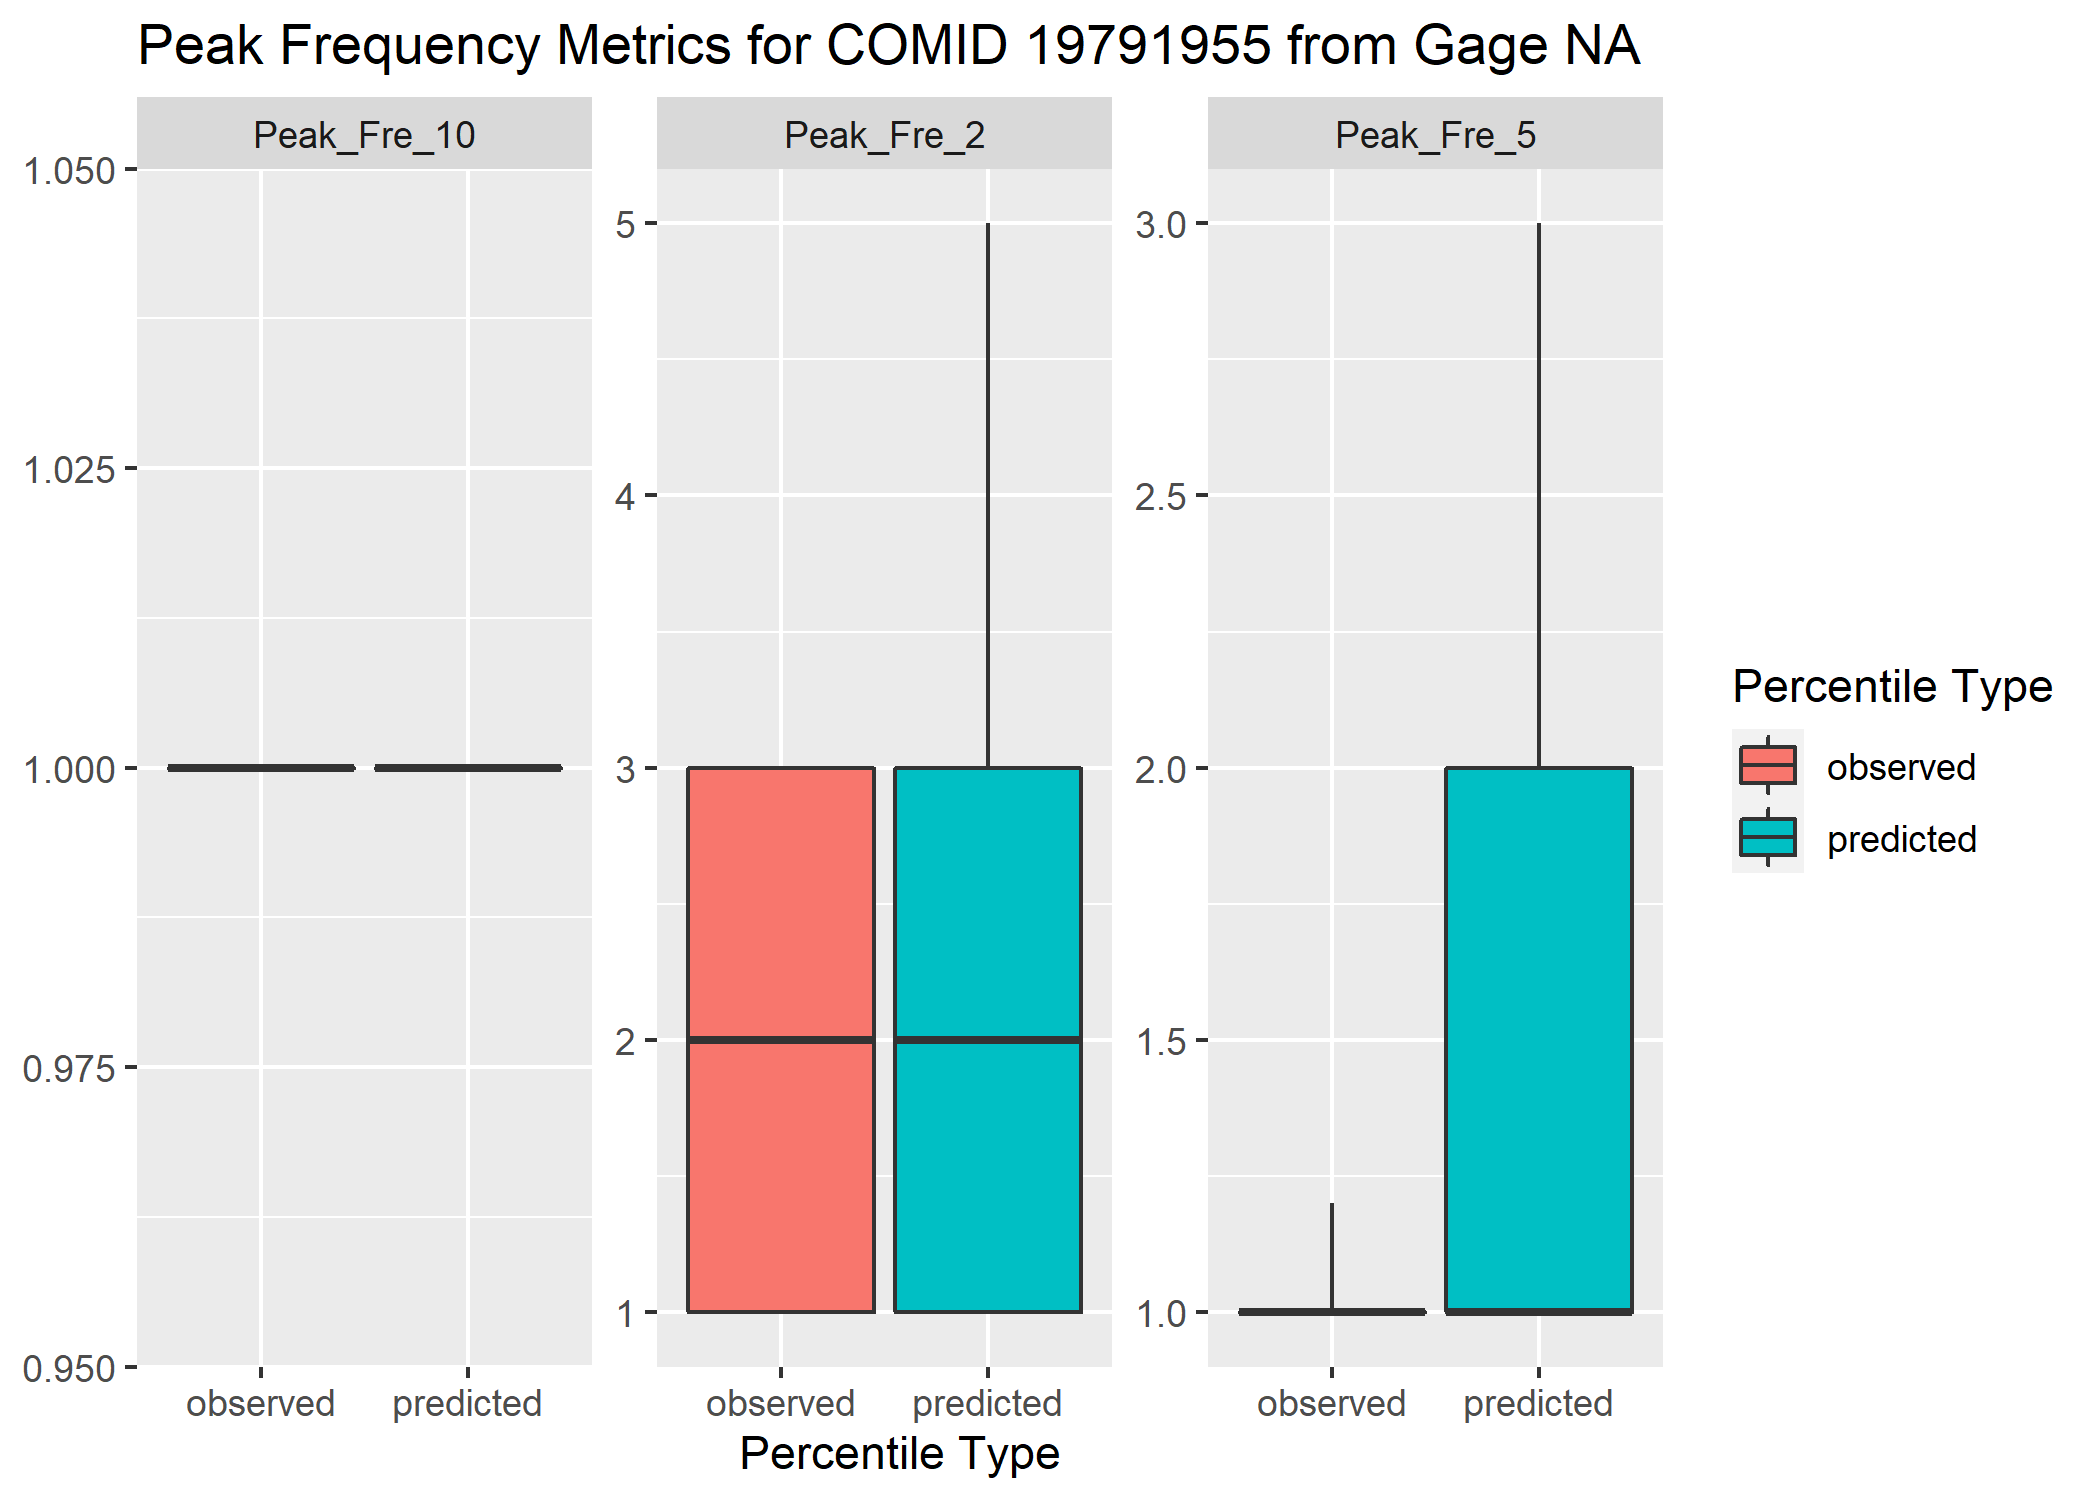 Peak Frequency Metrics for COMID 19791955 from Gage NA
Peak_Fre_10
Peak_Fre_2
Peak_Fre_5
1.050
1.025
1.000
0.975
0.950
5
4
3
2
1
3.0
2.5
2.0
1.5
1.0
observed
predicted
observed
predicted
observed
predicted
Percentile Type
Percentile Type
observed
predicted